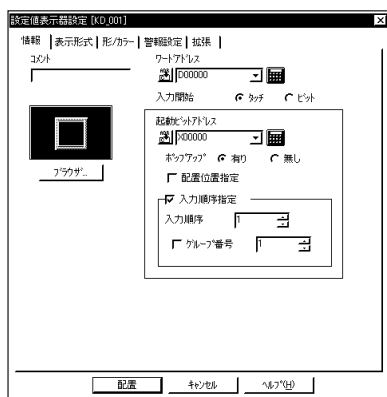 設定値表示器設定 [KD_001]
情報 表示形式 形/カラー 警報設定 拡張
コメント
ワードアドレス
D00000
入力開始 タッチ ビット
起動ビットアドレス
X00000
ポップアップ 有り 無し
ブラウザ..
配置位置指定
入力順序指定
入力順序 1
グループ番号 1
配置 キャンセル ヘルプ(H)